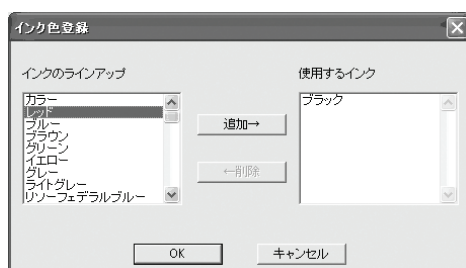 インク色登録
インクのラインアップ
使用するインク
カラー
レッド
ブルー
ブラウン
グリーン
イエロー
グレー
ライトグレー
リソーフェデラルブルー
追加→
←削除
ブラック
OK
キャンセル